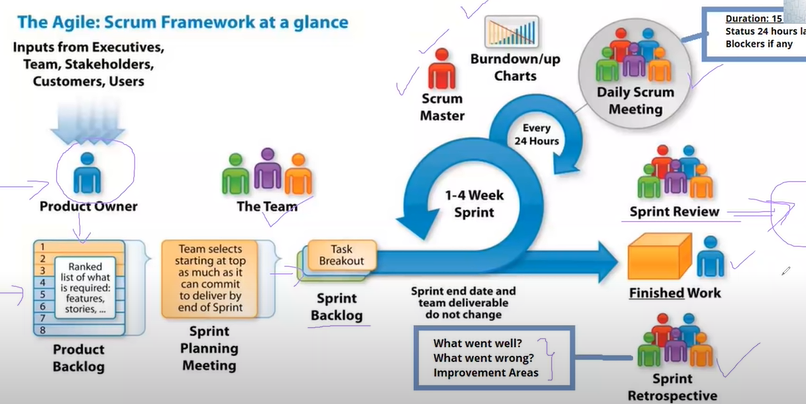 The Agile: Scrum Framework at a glance
Inputs from Executives,
Team, Stakeholders,
Customers, Users
Product Owner
The Team
1
2
3
4
5
6
7
8
Ranked
list of what
is required:
features,
stories, ...
Product
Backlog
Team selects
starting at top
as much as it
can commit
to deliver by
end of Sprint
Sprint
Planning
Meeting
Task
Breakout
Sprint
Backlog
Scrum
Master
Burndown/up
Charts
Every
24 Hours
1-4 Week
Sprint
Sprint end date and
team deliverable
do not change
Daily Scrum
Meeting
Duration: 15
Status 24 hours
Blockers if any
Sprint Review
Finished Work
What went well?
What went wrong?
Improvement Areas
Sprint
Retrospective